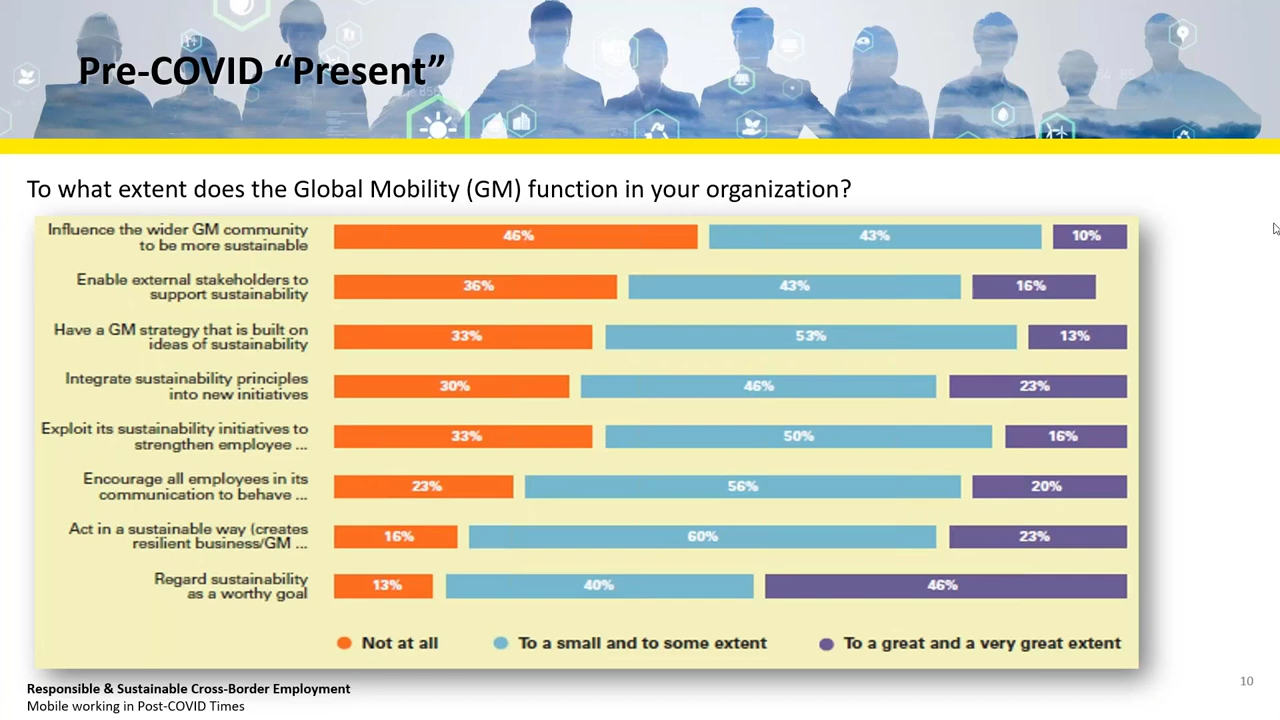 Pre-COVID “Present”
To what extent does the Global Mobility (GM) function in your organization?
Influence the wider GM community
to be more sustainable
46%
43%
10%
Enable external stakeholders to
support sustainability
36%
43%
16%
Have a GM strategy that is built on
ideas of sustainability
33%
53%
13%
Integrate sustainability principles
into new initiatives
30%
46%
23%
Exploit its sustainability initiatives to
strengthen employee ...
33%
50%
16%
Encourage all employees in its
communication to behave ...
23%
56%
20%
Act in a sustainable way (creates
resilient business/GM ...
16%
60%
23%
Regard sustainability
as a worthy goal
13%
40%
46%
Not at all
To a small and to some extent
To a great and a very great extent
Responsible & Sustainable Cross-Border Employment
Mobile working in Post-COVID Times
10